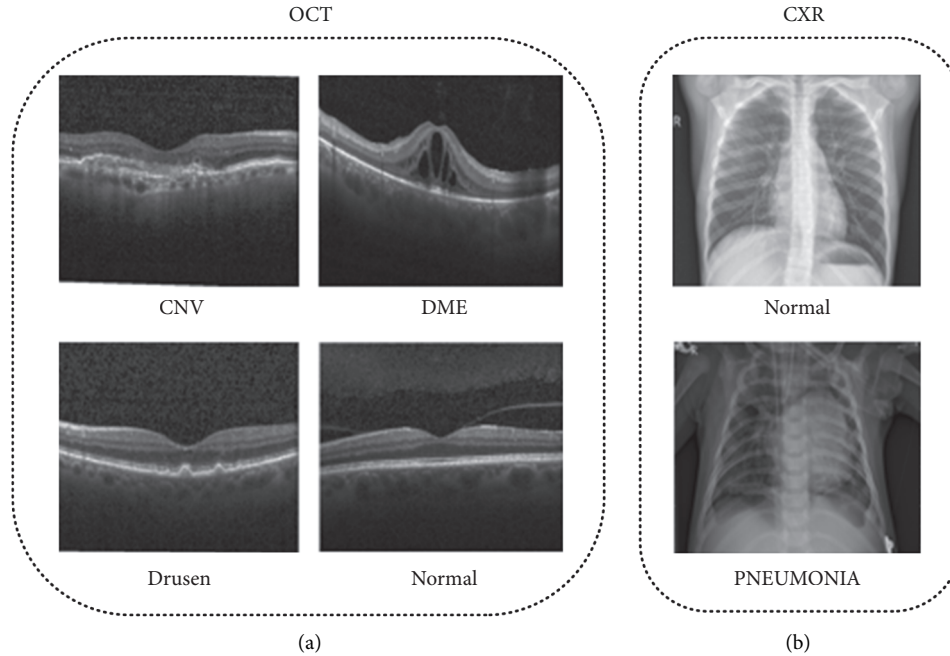 OCT
CXR
R
CNV
DME
Normal
Drusen
Normal
PNEUMONIA
(a)
(b)